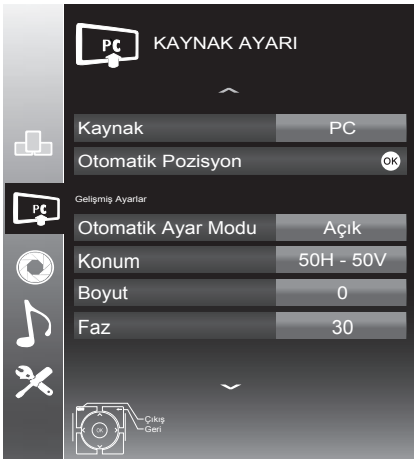 PC KAYNAK AYARI
Kaynak PC
Otomatik Pozisyon OK
PC
Gelişmiş Ayarlar
Otomatik Ayar Modu Açık
Konum 50H - 50V
Boyut 0
Faz 30
Çıkış
OK Geri